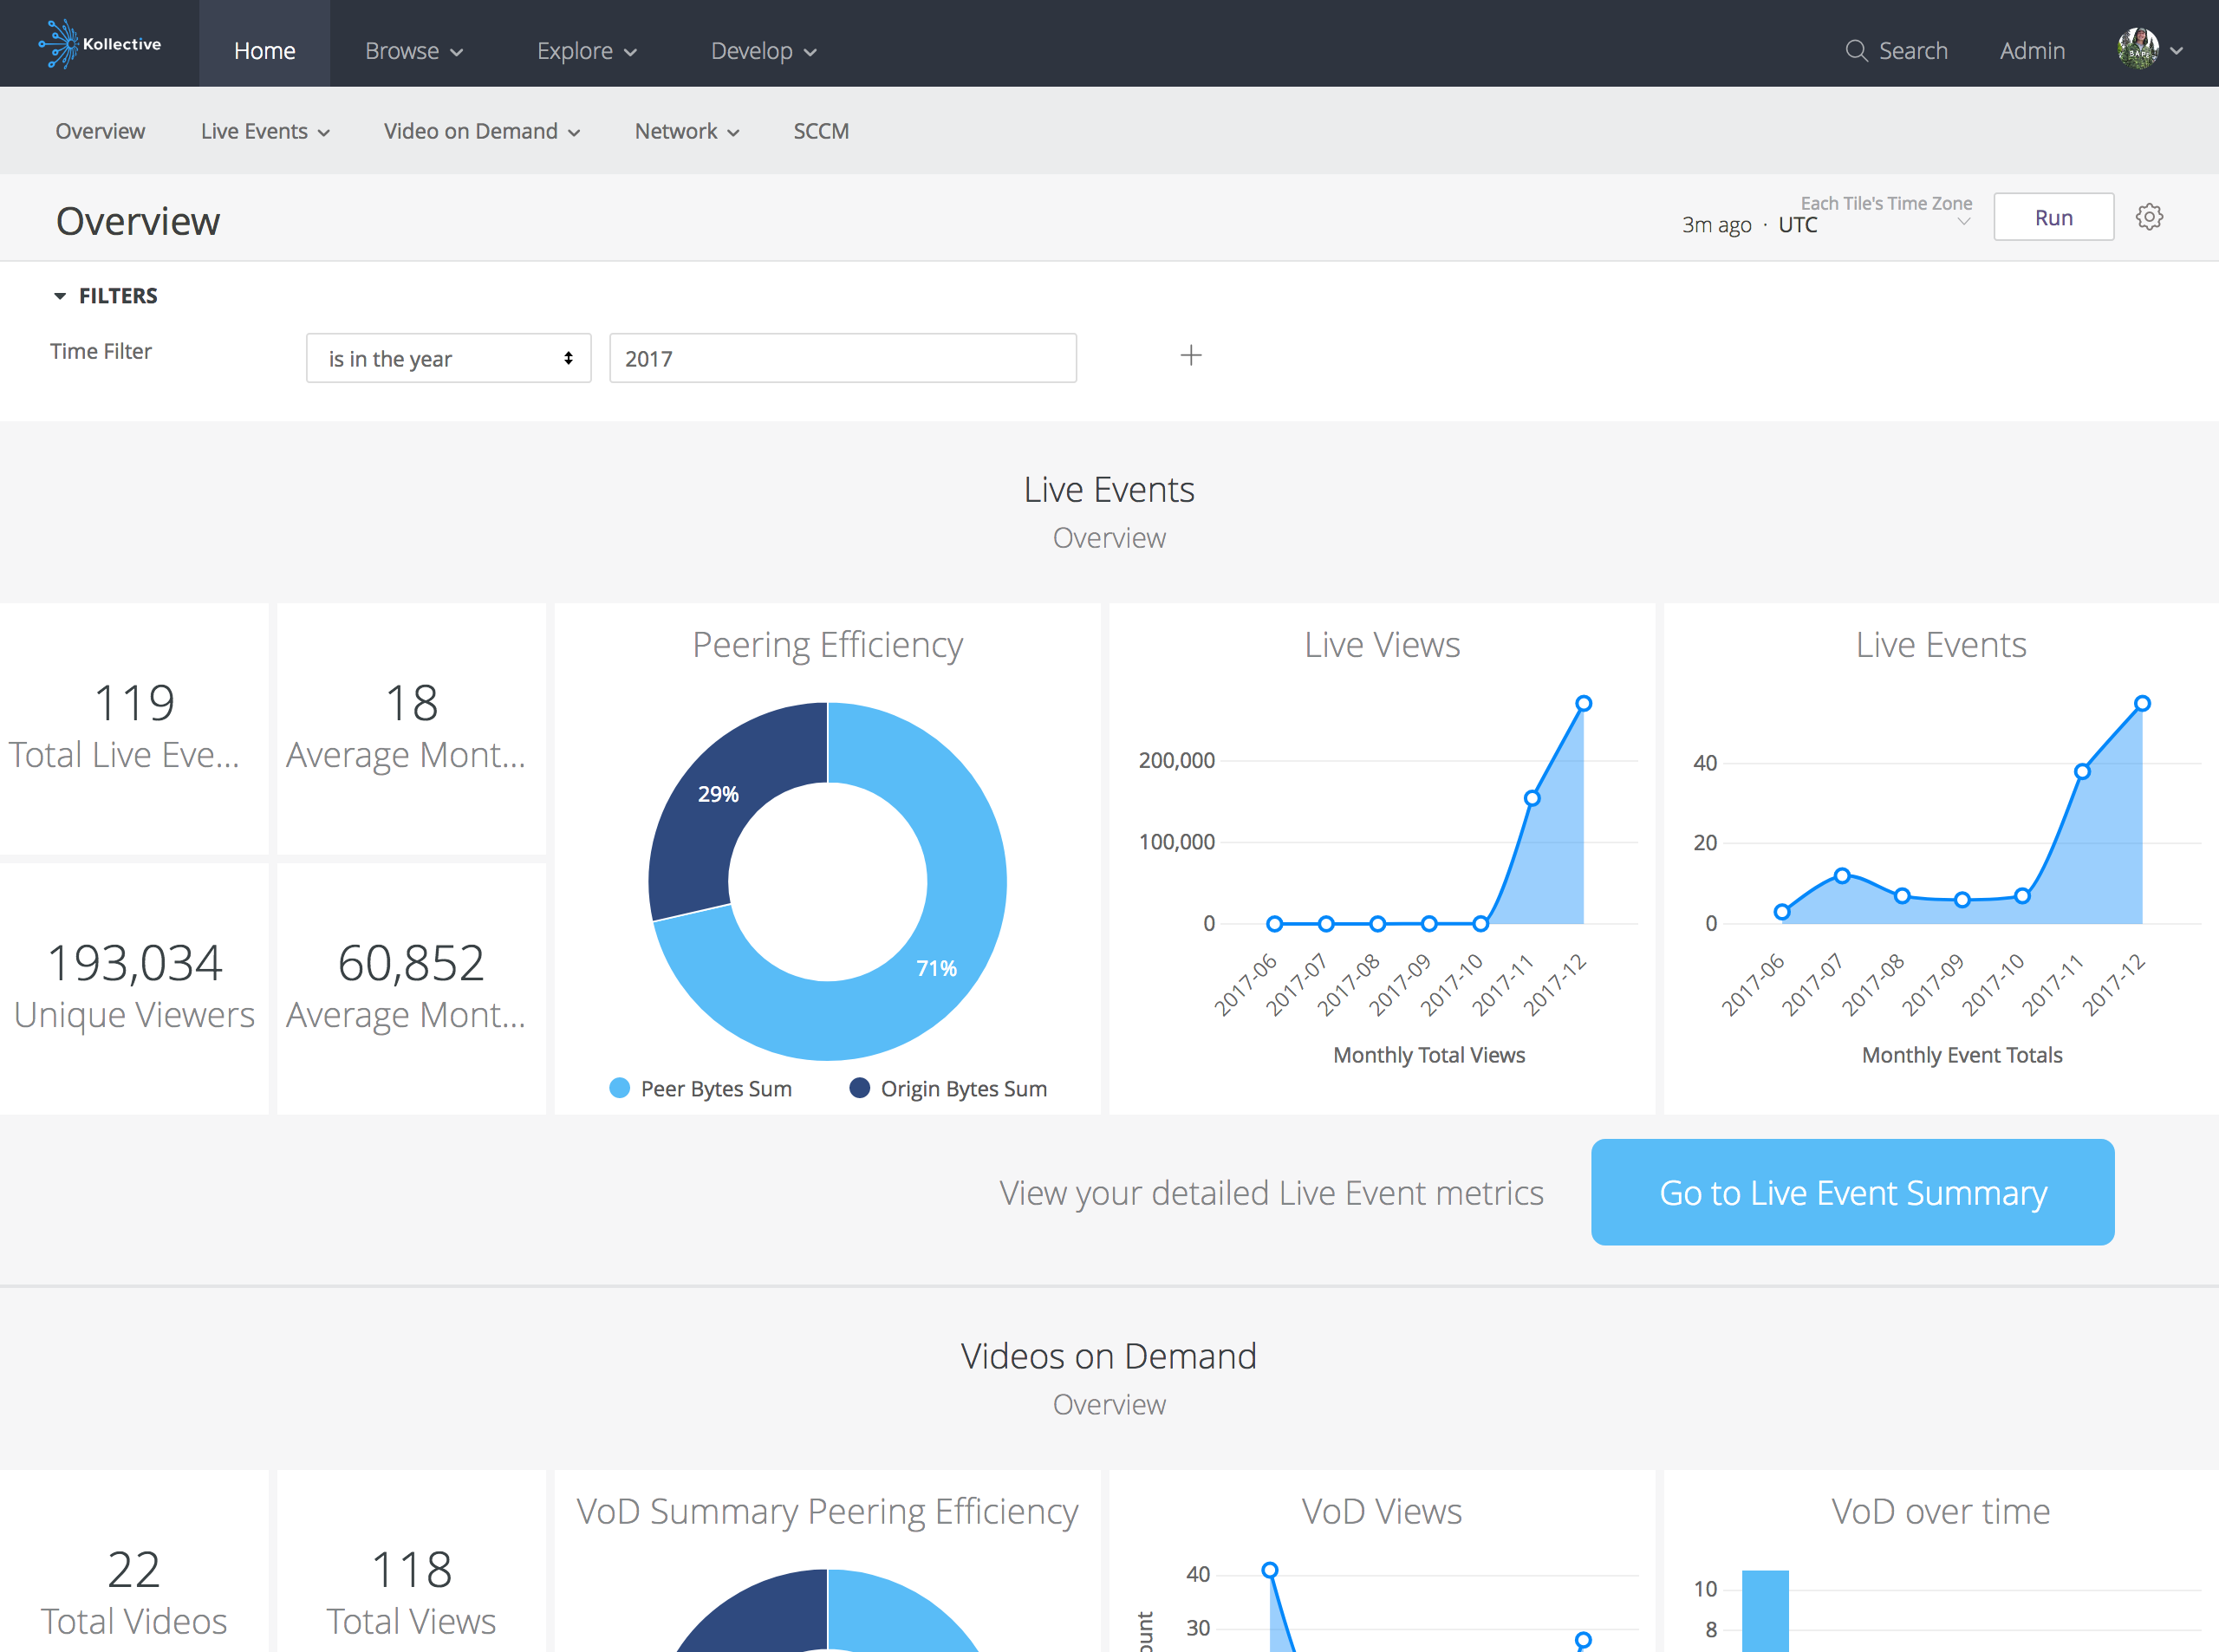 Kollective
Home
Browse
Explore
Develop
Search
Admin
Overview
Live Events
Video on Demand
Network
SCCM
Overview
Each Tile's Time Zone
3m ago · UTC
Run
FILTERS
Time Filter
is in the year
2017
Live Events
Overview
119
Total Live Eve...
18
Average Mont...
193,034
Unique Viewers
60,852
Average Mont...
Peering Efficiency
29%
71%
Peer Bytes Sum
Origin Bytes Sum
Live Views
200,000
100,000
0
2017-06
2017-07
2017-08
2017-09
2017-10
2017-11
2017-12
Monthly Total Views
Live Events
40
20
0
2017-06
2017-07
2017-08
2017-09
2017-10
2017-11
2017-12
Monthly Event Totals
View your detailed Live Event metrics
Go to Live Event Summary
Videos on Demand
Overview
22
Total Videos
118
Total Views
VoD Summary Peering Efficiency
VoD Views
40
30
VoD over time
10
8